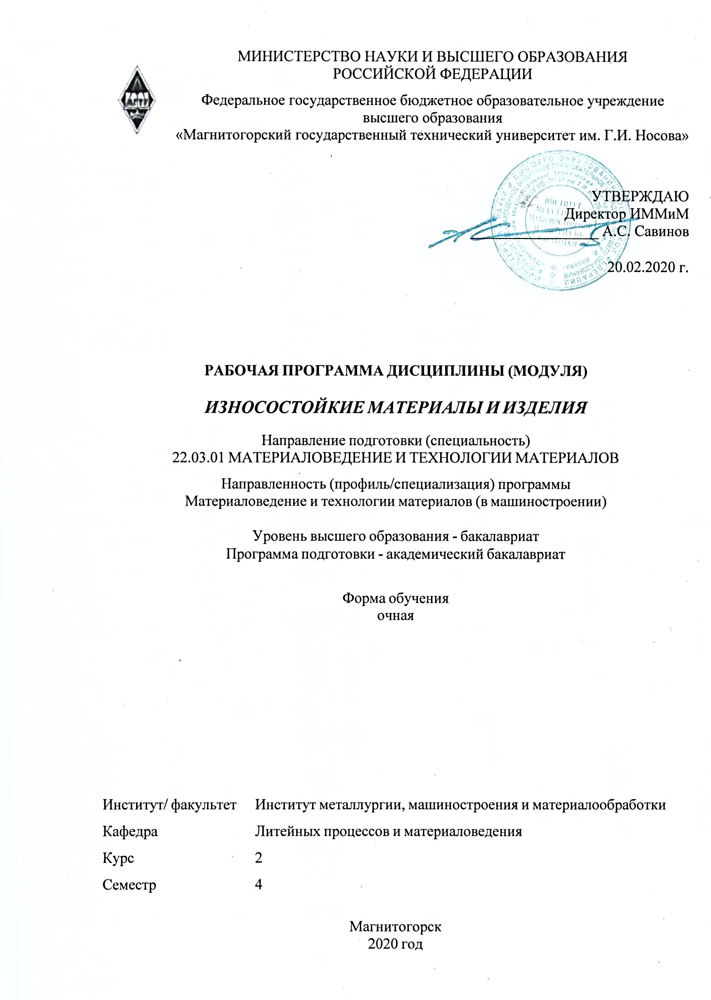 МИНИСТЕРСТВО НАУКИ И ВЫСШЕГО ОБРАЗОВАНИЯ
РОССИЙСКОЙ ФЕДЕРАЦИИ
Федеральное государственное бюджетное образовательное учреждение
высшего образования
«Магнитогорский государственный технический университет им. Г.И. Носова»
УТВЕРЖДАЮ
Директор ИММиМ
А.С. Савинов
20.02.2020 г.
РАБОЧАЯ ПРОГРАММА ДИСЦИПЛИНЫ (МОДУЛЯ)
ИЗНОСОСТОЙКИЕ МАТЕРИАЛЫ И ИЗДЕЛИЯ
Направление подготовки (специальность)
22.03.01 МАТЕРИАЛОВЕДЕНИЕ И ТЕХНОЛОГИИ МАТЕРИАЛОВ
Направленность (профиль/специализация) программы
Материаловедение и технологии материалов (в машиностроении)
Уровень высшего образования - бакалавриат
Программа подготовки - академический бакалавриат
Форма обучения
очная
Институт/ факультет Институт металлургии, машиностроения и материалообработки
Кафедра Литейных процессов и материаловедения
Курс 2
Семестр 4
Магнитогорск
2020 год